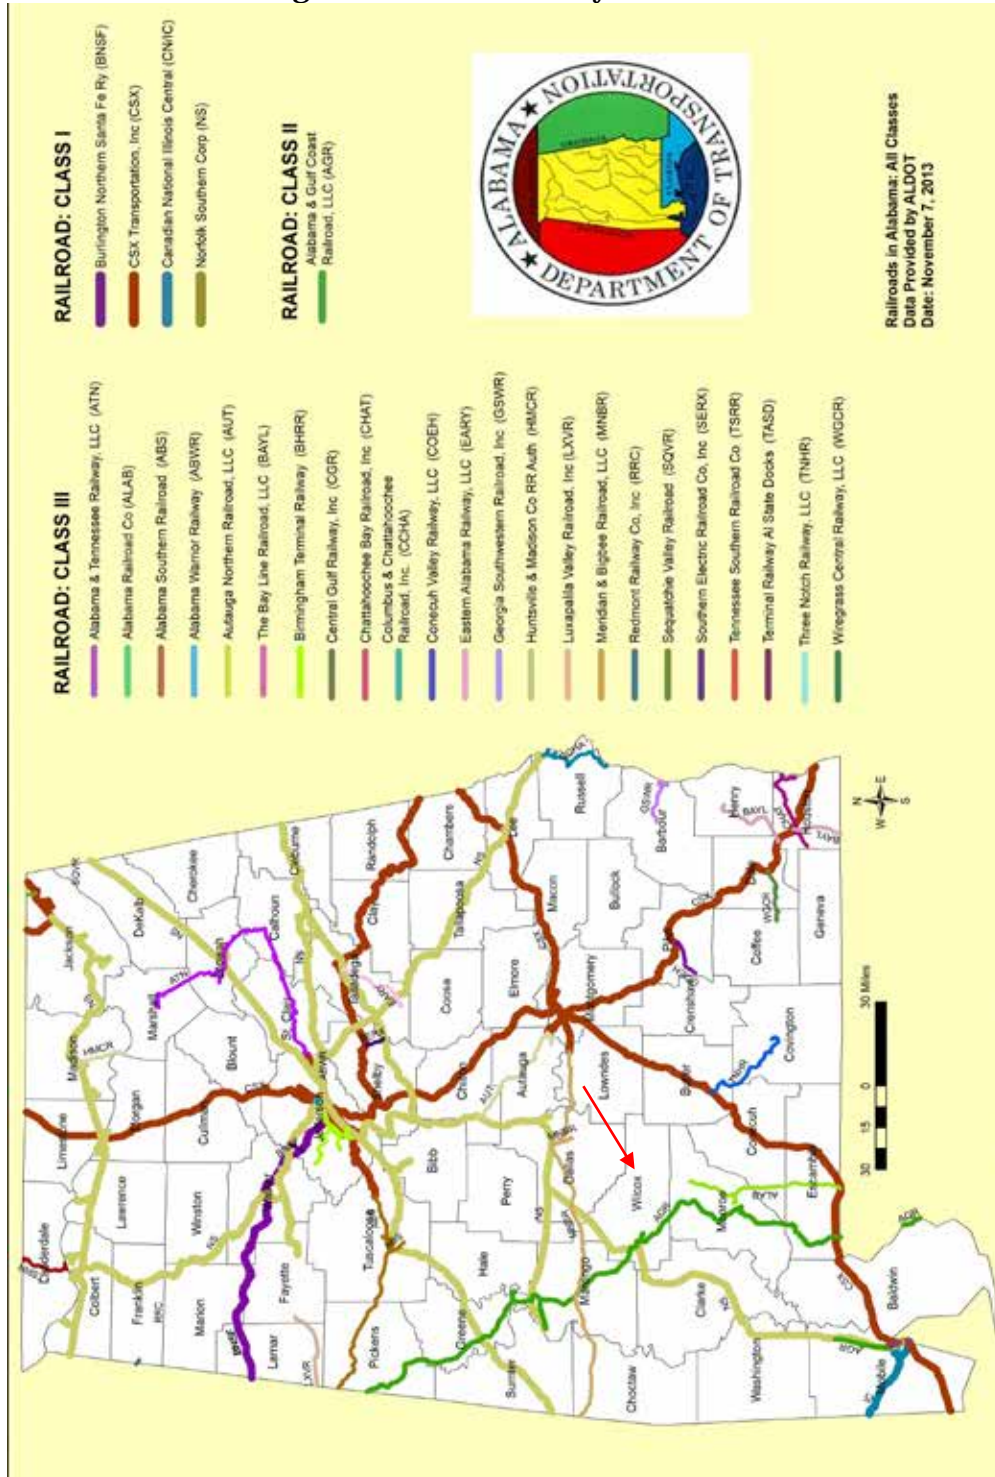 RAILROAD: CLASS I
Burlington Northern Santa Fe Ry (BNSF)
CSX Transportation, Inc (CSX)
Canadian National Illinois Central (CN/IC)
Norfolk Southern Corp (NS)
RAILROAD: CLASS II
Alabama & Gulf Coast
Railroad, LLC (AGR)
ALABAMA
DEPARTMENT OF TRANSPORTATION
Railroads in Alabama: All Classes
Data Provided by ALDOT
Date: November 7, 2013
RAILROAD: CLASS III
Alabama & Tennessee Railway, LLC (ATN)
Alabama Railroad Co (ALAB)
Alabama Southern Railroad (ABS)
Alabama Warrior Railway (ABWR)
Autauga Northern Railroad, LLC (AUT)
The Bay Line Railroad, LLC (BAYL)
Birmingham Terminal Railway (BHRR)
Central Gulf Railway, Inc (CGR)
Chattahoochee Bay Railroad, Inc (CHAT)
Columbus & Chattahoochee
Railroad, Inc. (CCHA)
Conecuh Valley Railway, LLC (COEH)
Eastern Alabama Railway, LLC (EARY)
Georgia Southwestern Railroad, Inc (GSWR)
Huntsville & Madison Co RR Auth (HMCR)
Luxapalila Valley Railroad, Inc (LXVR)
Meridian & Bigbee Railroad, LLC (MNBR)
Redmont Railway Co, Inc (RRC)
Sequatchie Valley Railroad (SQVR)
Southern Electric Railroad Co, Inc (SERX)
Tennessee Southern Railroad Co (TSRR)
Terminal Railway Al State Docks (TASD)
Three Notch Railway, LLC (TNHR)
Wiregrass Central Railway, LLC (WGCR)
Lauderdale
Limestone
Madison
Jackson
Colbert
Lawrence
Morgan
Marshall
DeKalb
Franklin
RRC
HMCR
SQVR
Marion
Winston
Cullman
Blount
ATN
Cherokee
Lamar
Fayette
BNSF
NS
St. Clair
Calhoun
Cleburne
LXVR
Pickens
Tuscaloosa
Shelby
Talladega
Clay
Randolph
Greene
Hale
Bibb
Chilton
Coosa
Tallapoosa
Chambers
Sumter
Perry
AUT
Autauga
Elmore
Lee
Macon
Russell
Marengo
Dallas
Lowndes
Montgomery
Bullock
Choctaw
Wilcox
Butler
Crenshaw
Pike
Barbour
GSWR
Washington
Clarke
Monroe
ALAB
AGR
Conecuh
Covington
Coffee
WGCR
Dale
Henry
BAYL
Houston
Escambia
Geneva
CSX
Mobile
Baldwin
AGR
N
W E
S
30 15 0 30 Miles